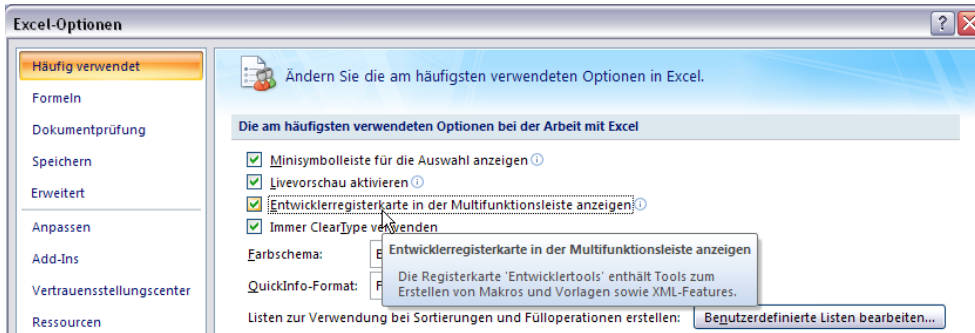 Excel-Optionen
Häufig verwendet
Formeln
Dokumentprüfung
Speichern
Erweitert
Anpassen
Add-Ins
Vertrauensstellungscenter
Ressourcen
Ändern Sie die am häufigsten verwendeten Optionen in Excel.
Die am häufigsten verwendeten Optionen bei der Arbeit mit Excel
Minisymbolleiste für die Auswahl anzeigen
Livevorschau aktivieren
Entwicklerregisterkarte in der Multifunktionsleiste anzeigen
Immer ClearType verwenden
Farbschema:
Entwicklerregisterkarte in der Multifunktionsleiste anzeigen
Die Registerkarte 'Entwicklertools' enthält Tools zum
Erstellen von Makros und Vorlagen sowie XML-Features.
QuickInfo-Format:
Listen zur Verwendung bei Sortierungen und Fülloperationen erstellen: Benutzerdefinierte Listen bearbeiten...